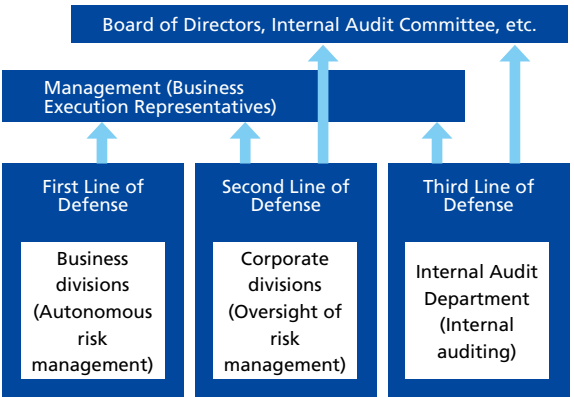 Board of Directors, Internal Audit Committee, etc.
Management (Business
Execution Representatives)
First Line of
Defense
Business
divisions
(Autonomous
risk
management)
Second Line of
Defense
Corporate
divisions
(Oversight of
risk
management)
Third Line of
Defense
Internal Audit
Department
(Internal
auditing)